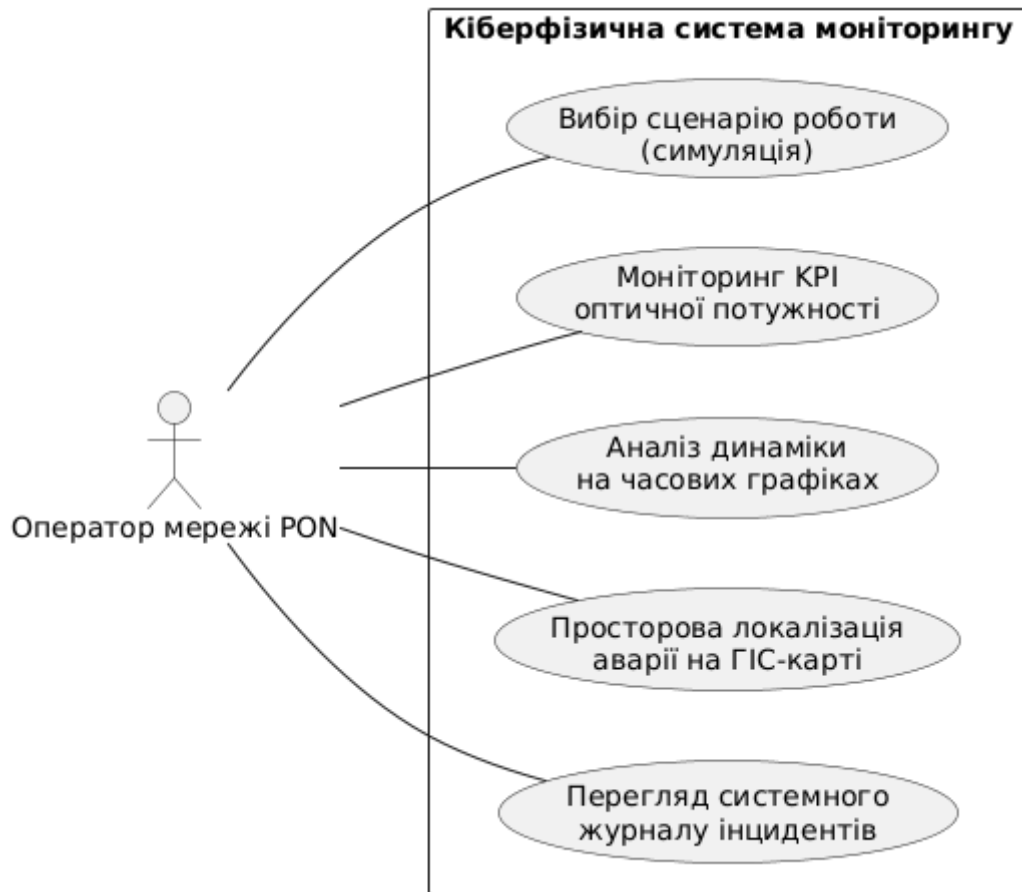 Кіберфізична система моніторингу
Вибір сценарію роботи
(симуляція)
Моніторинг KPI
оптичної потужності
Аналіз динаміки
на часових графіках
Оператор мережі PON
Просторова локалізація
аварії на ГІС-карті
Перегляд системного
журналу інцидентів